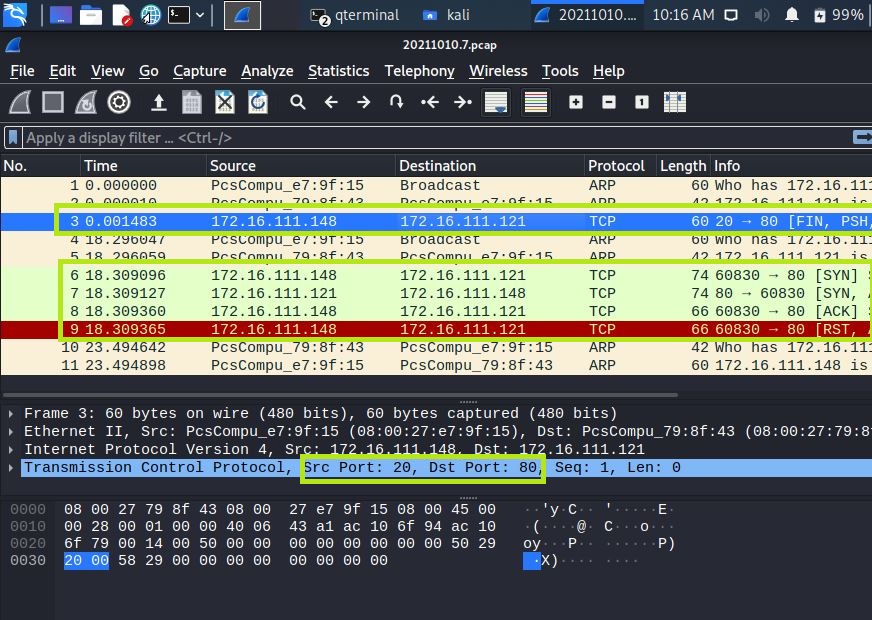 2 qterminal kali 20211010.... 10:16 AM 99%
20211010.7.pcap
File Edit View Go Capture Analyze Statistics Telephony Wireless Tools Help
Apply a display filter ... <Ctrl-/>
No. Time Source Destination Protocol Length Info
1 0.000000 PcsCompu_e7:9f:15 Broadcast ARP 60 Who has 172.16.111
2 0.000010 PcsCompu_79:8f:43 PcsCompu_e7:9f:15 ARP 42 172.16.111.121 is
3 0.001483 172.16.111.148 172.16.111.121 TCP 60 20 → 80 [FIN, PSH,
4 18.296047 PcsCompu_e7:9f:15 Broadcast ARP 60 Who has 172.16.111
5 18.296059 PcsCompu_79:8f:43 PcsCompu_e7:9f:15 ARP 42 172.16.111.121 is
6 18.309096 172.16.111.148 172.16.111.121 TCP 74 60830 → 80 [SYN]
7 18.309127 172.16.111.121 172.16.111.148 TCP 74 80 → 60830 [SYN,
8 18.309360 172.16.111.148 172.16.111.121 TCP 66 60830 → 80 [ACK]
9 18.309365 172.16.111.148 172.16.111.121 TCP 66 60830 → 80 [RST,
10 23.494642 PcsCompu_79:8f:43 PcsCompu_e7:9f:15 ARP 42 Who has 172.16.111
11 23.494898 PcsCompu_e7:9f:15 PcsCompu_79:8f:43 ARP 60 172.16.111.148 is
Frame 3: 60 bytes on wire (480 bits), 60 bytes captured (480 bits)
Ethernet II, Src: PcsCompu_e7:9f:15 (08:00:27:e7:9f:15), Dst: PcsCompu_79:8f:43 (08:00:27:79:8
Internet Protocol Version 4, Src: 172.16.111.148, Dst: 172.16.111.121
Transmission Control Protocol, Src Port: 20, Dst Port: 80, Seq: 1, Len: 0
0000 08 00 27 79 8f 43 08 00 27 e7 9f 15 08 00 45 00 ··'y·C·· '·····E·
0010 00 28 00 01 00 00 40 06 43 a1 ac 10 6f 94 ac 10 ·(····@· C···o···
0020 6f 79 00 14 00 50 00 00 00 00 00 00 00 00 50 29 oy···P·· ······P)
0030 20 00 58 29 00 00 00 00 00 00 00 00 ·X)···· ····